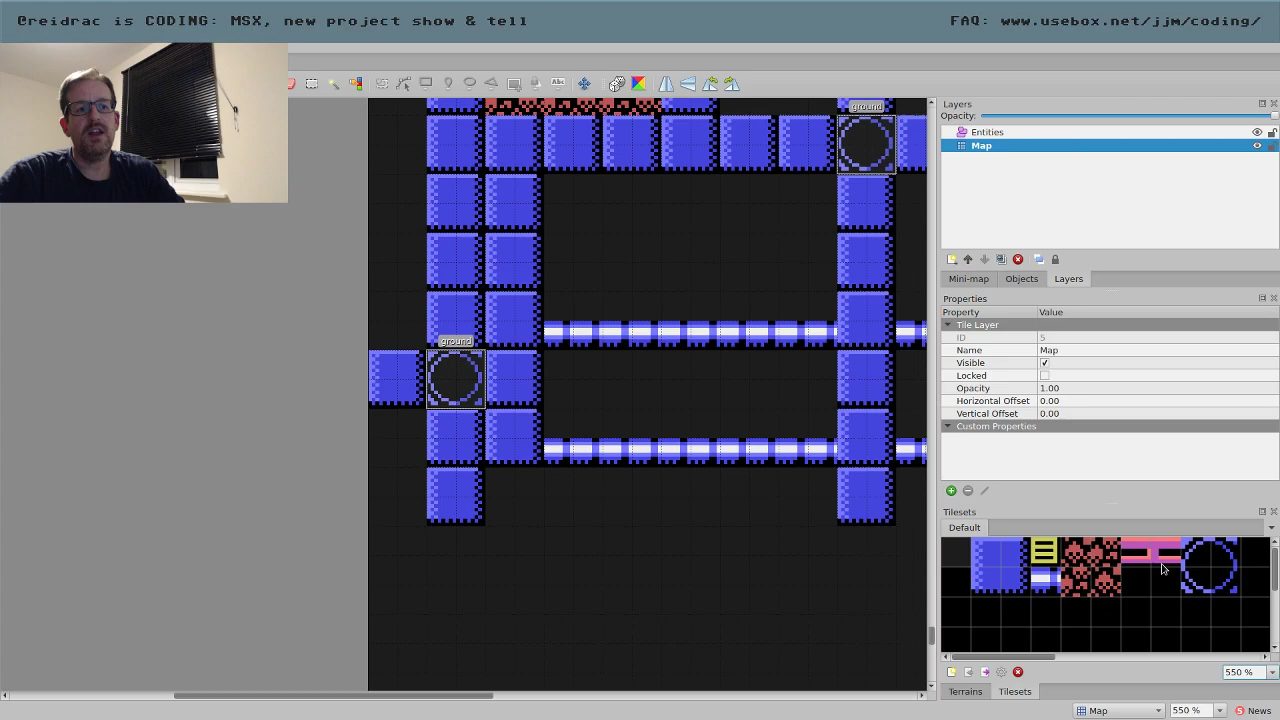 @reidrac is CODING: MSX, new project show & tell
FAQ: www.usebox.net/jjm/coding/
Abc
ground
ground
Layers
Opacity:
Entities
Map
Mini-map
Objects
Layers
Properties
Property
Value
Tile Layer
ID
5
Name
Map
Visible
Locked
Opacity
1.00
Horizontal Offset
0.00
Vertical Offset
0.00
Custom Properties
Tilesets
Default
550 %
Terrains
Tilesets
Map
550 %
News